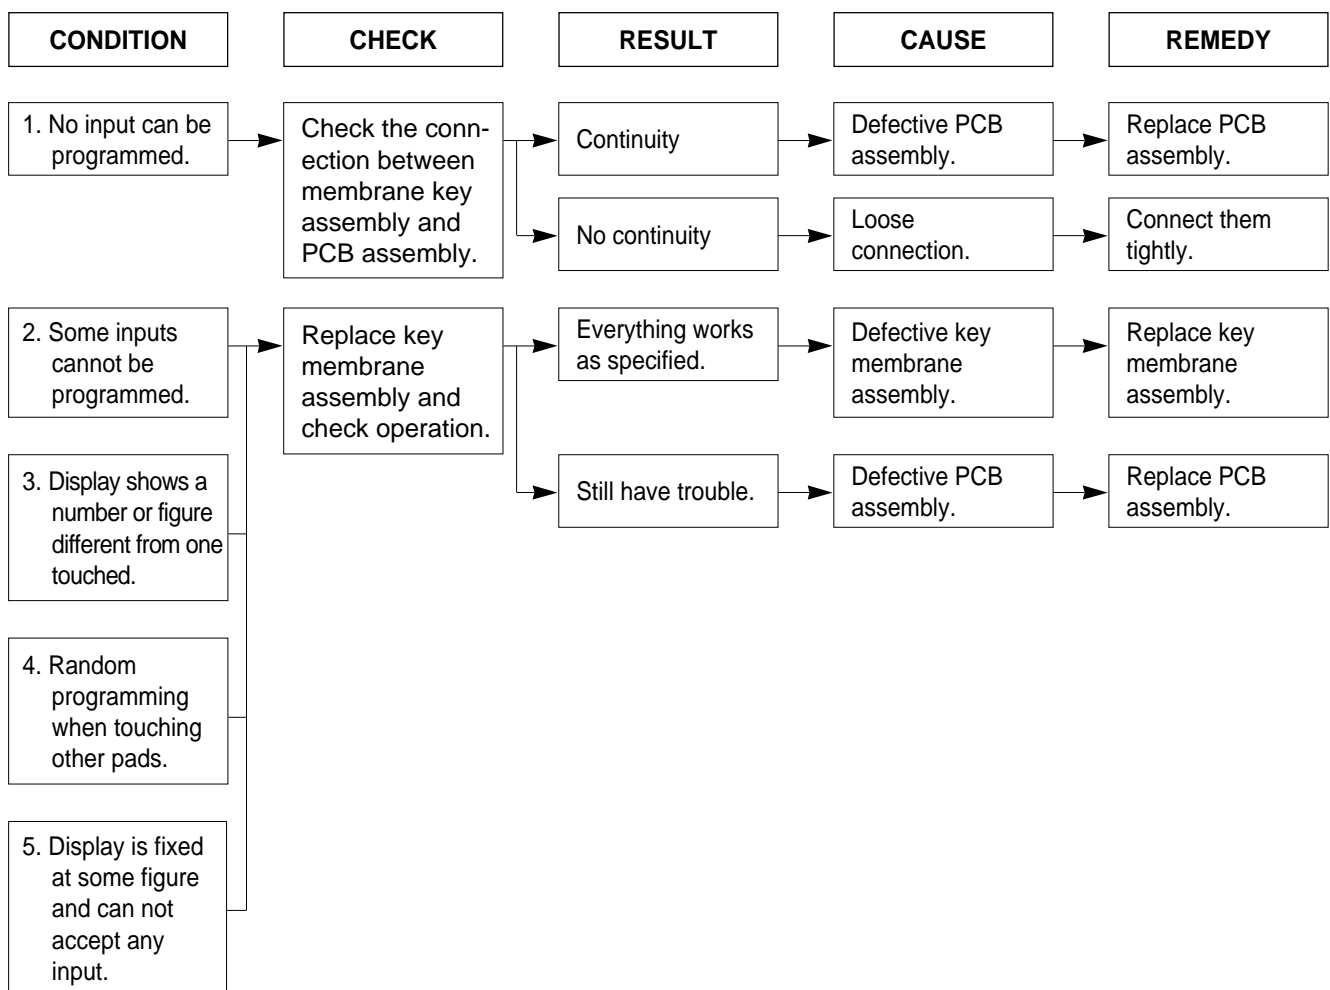 CONDITION
CHECK
RESULT
CAUSE
REMEDY
1. No input can be
programmed.
Check the conn-
ection between
membrane key
assembly and
PCB assembly.
Continuity
Defective PCB
assembly.
Replace PCB
assembly.
No continuity
Loose
connection.
Connect them
tightly.
2. Some inputs
cannot be
programmed.
Replace key
membrane
assembly and
check operation.
Everything works
as specified.
Defective key
membrane
assembly.
Replace key
membrane
assembly.
3. Display shows a
number or figure
different from one
touched.
Still have trouble.
Defective PCB
assembly.
Replace PCB
assembly.
4. Random
programming
when touching
other pads.
5. Display is fixed
at some figure
and can not
accept any
input.